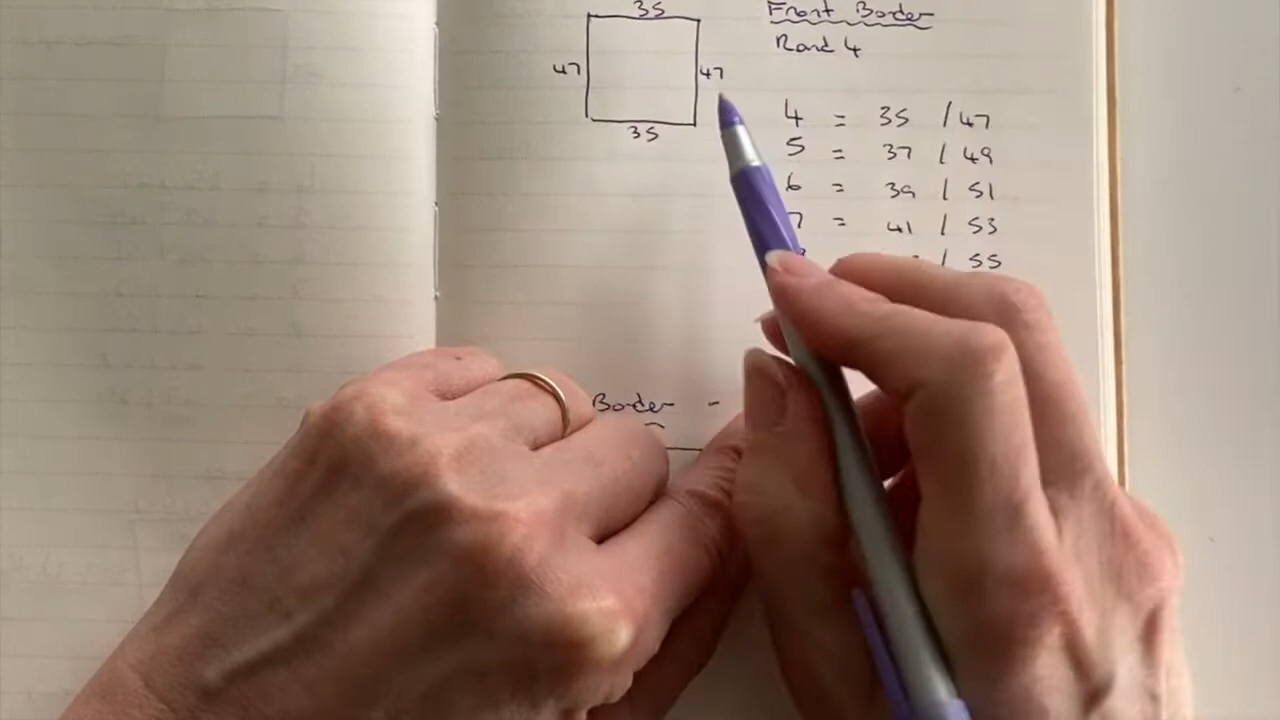 35
47 47
35
Front Border
Round 4
4 = 35 / 47
5 = 37 / 49
6 = 39 / 51
7 = 41 / 53
/ 55
Border -